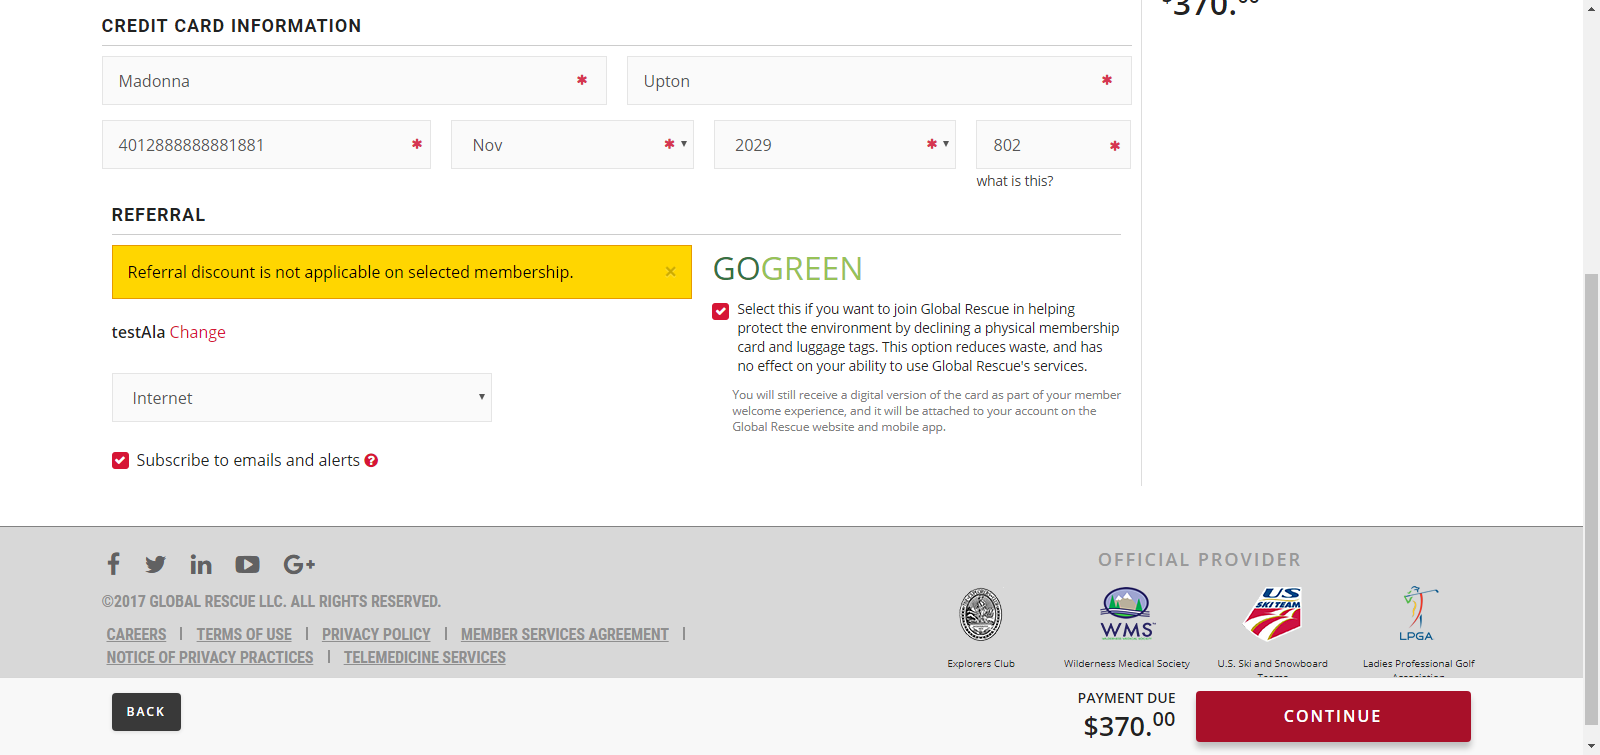 $370.00
CREDIT CARD INFORMATION
Madonna *
Upton *
4012888888881881 *
Nov *
2029 *
802 *
what is this?
REFERRAL
Referral discount is not applicable on selected membership. ×
testAla Change
Internet
Subscribe to emails and alerts ?
GOGREEN
Select this if you want to join Global Rescue in helping
protect the environment by declining a physical membership
card and luggage tags. This option reduces waste, and has
no effect on your ability to use Global Rescue's services.
You will still receive a digital version of the card as part of your member
welcome experience, and it will be attached to your account on the
Global Rescue website and mobile app.
©2017 GLOBAL RESCUE LLC. ALL RIGHTS RESERVED.
CAREERS | TERMS OF USE | PRIVACY POLICY | MEMBER SERVICES AGREEMENT |
NOTICE OF PRIVACY PRACTICES | TELEMEDICINE SERVICES
OFFICIAL PROVIDER
WMS
US
SKI TEAM
LPGA
Explorers Club
Wilderness Medical Society
U.S. Ski and Snowboard
Teams
Ladies Professional Golf
Association
BACK
PAYMENT DUE
$370.00
CONTINUE